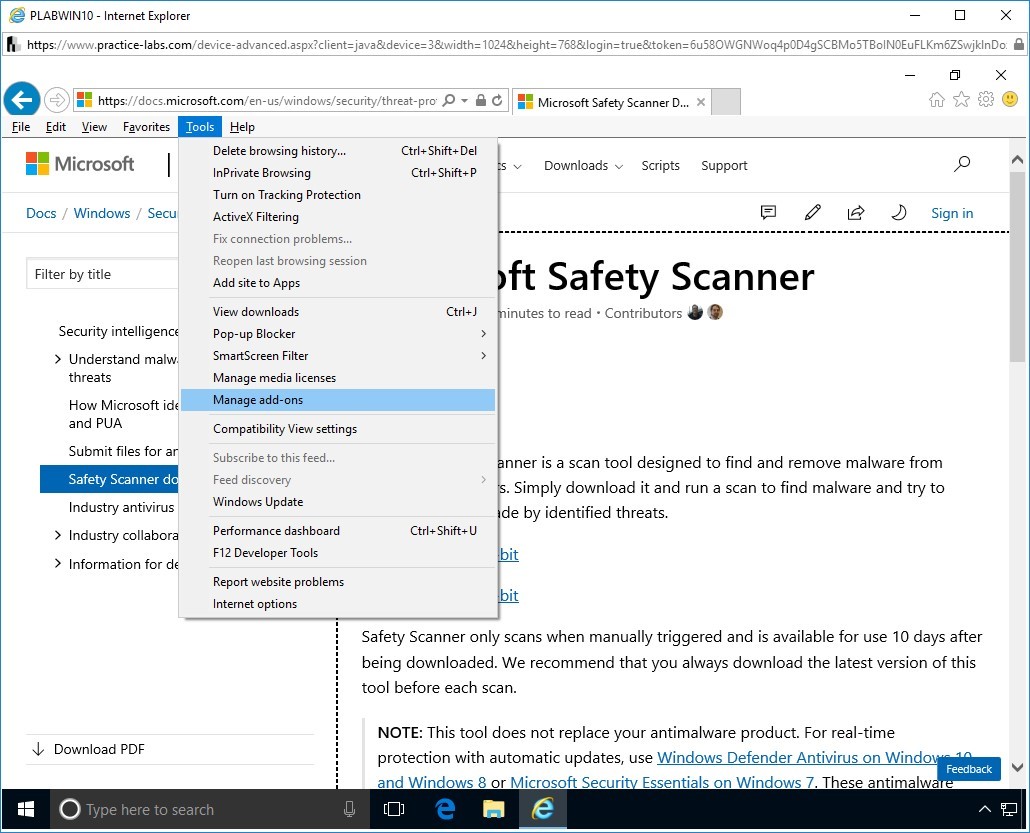 PLABWIN10 - Internet Explorer
https://www.practice-labs.com/device-advanced.aspx?client=java&device=3&width=1024&height=768&login=true&token=
https://docs.microsoft.com/en-us/windows/security/threat-pro
Microsoft Safety Scanner D...
File Edit View Favorites Tools Help
Microsoft
Downloads Scripts Support
Docs / Windows / Secu
Sign in
Filter by title
Security intelligence
Understand malw
threats
How Microsoft ide
and PUA
Submit files for an
Safety Scanner do
Industry antivirus
Industry collabora
Information for de
Download PDF
Delete browsing history... Ctrl+Shift+Del
InPrivate Browsing Ctrl+Shift+P
Turn on Tracking Protection
ActiveX Filtering
Fix connection problems...
Reopen last browsing session
Add site to Apps
View downloads Ctrl+J
Pop-up Blocker
SmartScreen Filter
Manage media licenses
Manage add-ons
Compatibility View settings
Subscribe to this feed...
Feed discovery
Windows Update
Performance dashboard Ctrl+Shift+U
F12 Developer Tools
Report website problems
Internet options
oft Safety Scanner
minutes to read • Contributors
anner is a scan tool designed to find and remove malware from
s. Simply download it and run a scan to find malware and try to
ade by identified threats.
bit
bit
Safety Scanner only scans when manually triggered and is available for use 10 days after
being downloaded. We recommend that you always download the latest version of this
tool before each scan.
NOTE: This tool does not replace your antimalware product. For real-time
protection with automatic updates, use Windows Defender Antivirus on Windows 10
and Windows 8 or Microsoft Security Essentials on Windows 7. These antimalware
Feedback
Type here to search